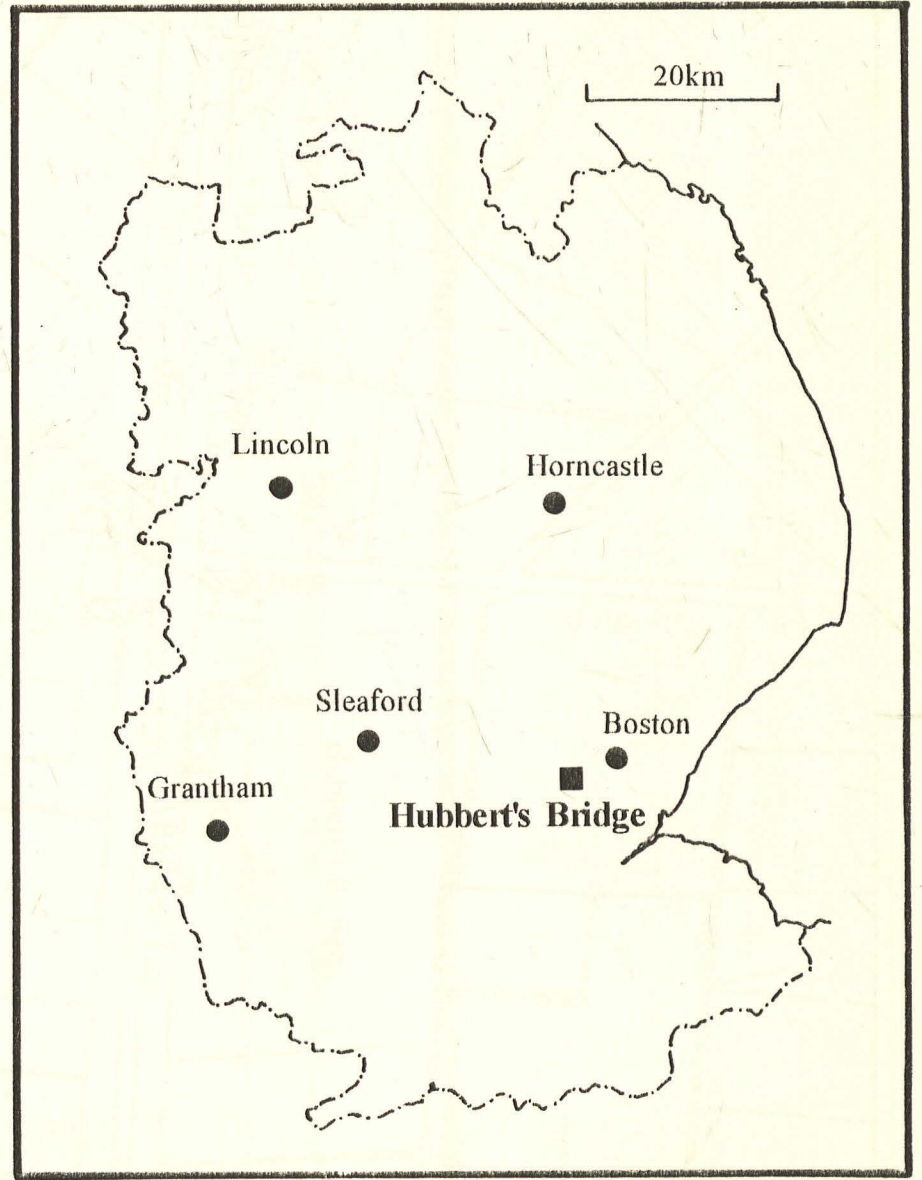 20km
Lincoln
Horncastle
Sleaford
Boston
Grantham
Hubbert's Bridge